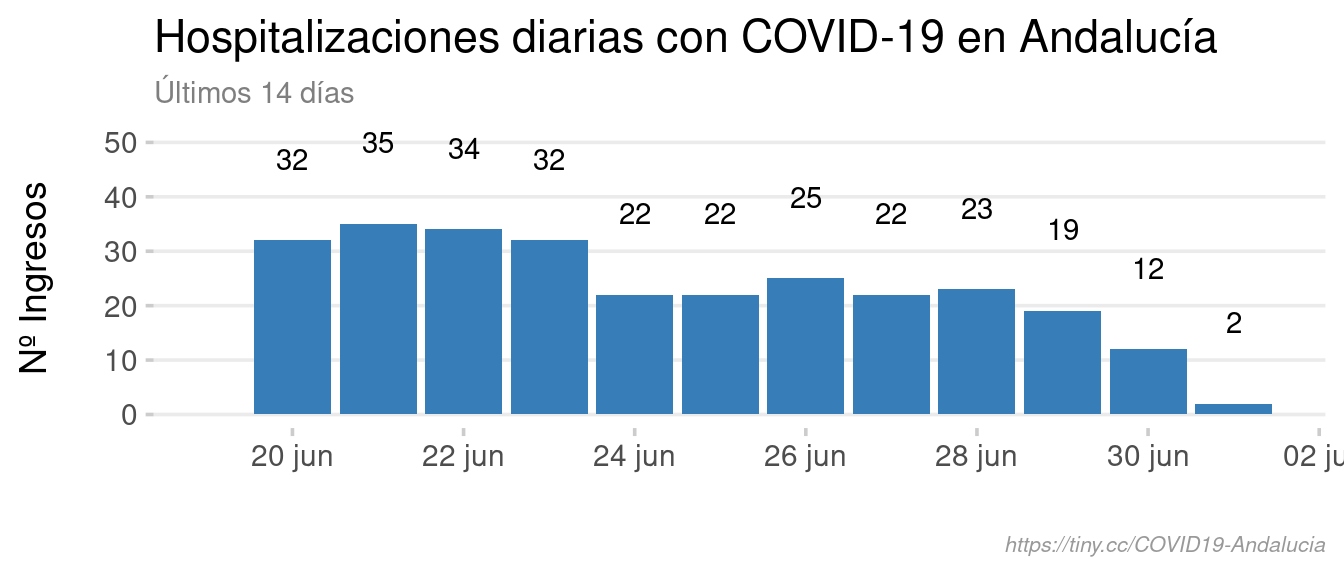 Hospitalizaciones diarias con COVID-19 en Andalucía
Últimos 14 días
Nº Ingresos
50
40
30
20
10
0
32
35
34
32
22
22
25
22
23
19
12
2
20 jun
22 jun
24 jun
26 jun
28 jun
30 jun
02 ju
https://tiny.cc/COVID19-Andalucia